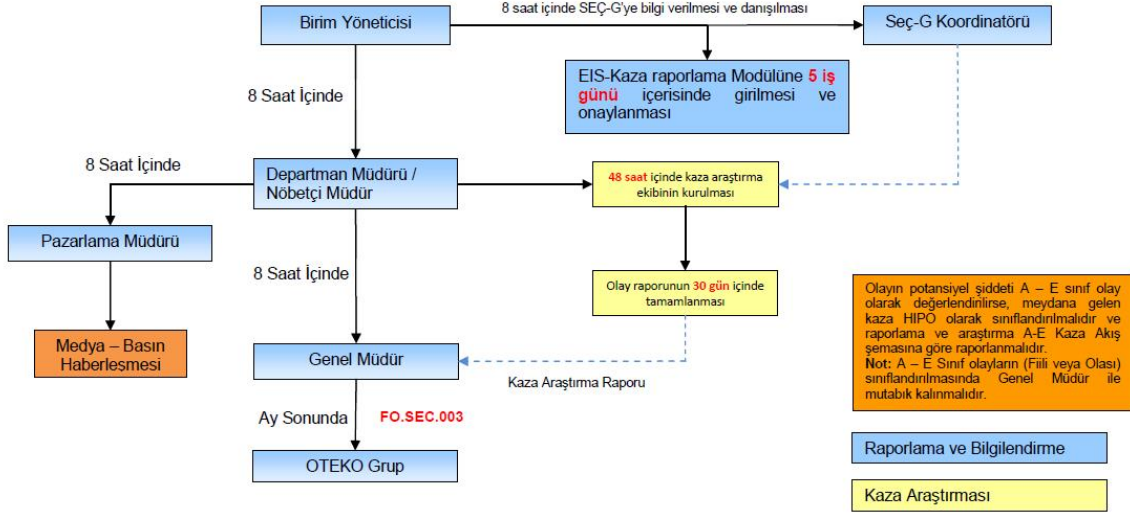 8 saat içinde SEÇ-G'ye bilgi verilmesi ve danışılması
Birim Yöneticisi
Seç-G Koordinatörü
EIS-Kaza raporlama Modülüne 5 iş
günü içerisinde girilmesi ve
onaylanması
8 Saat İçinde
8 Saat İçinde
Departman Müdürü /
Nöbetçi Müdür
48 saat içinde kaza araştırma
ekibinin kurulması
Pazarlama Müdürü
8 Saat İçinde
Olay raporunun 30 gün içinde
tamamlanması
Medya – Basın
Haberleşmesi
Genel Müdür
Kaza Araştırma Raporu
Ay Sonunda
FO.SEC.003
OTEKO Grup
Olayın potansiyel şiddeti A – E sınıf olay
olarak değerlendirilirse, meydana gelen
kaza HIPO olarak sınıflandırılmalıdır ve
raporlama ve araştırma A-E Kaza Akış
şemasına göre raporlanmalıdır.
Not: A – E Sınıf olayların (Fiili veya Olası)
sınıflandırılmasında Genel Müdür ile
mutabık kalınmalıdır.
Raporlama ve Bilgilendirme
Kaza Araştırması